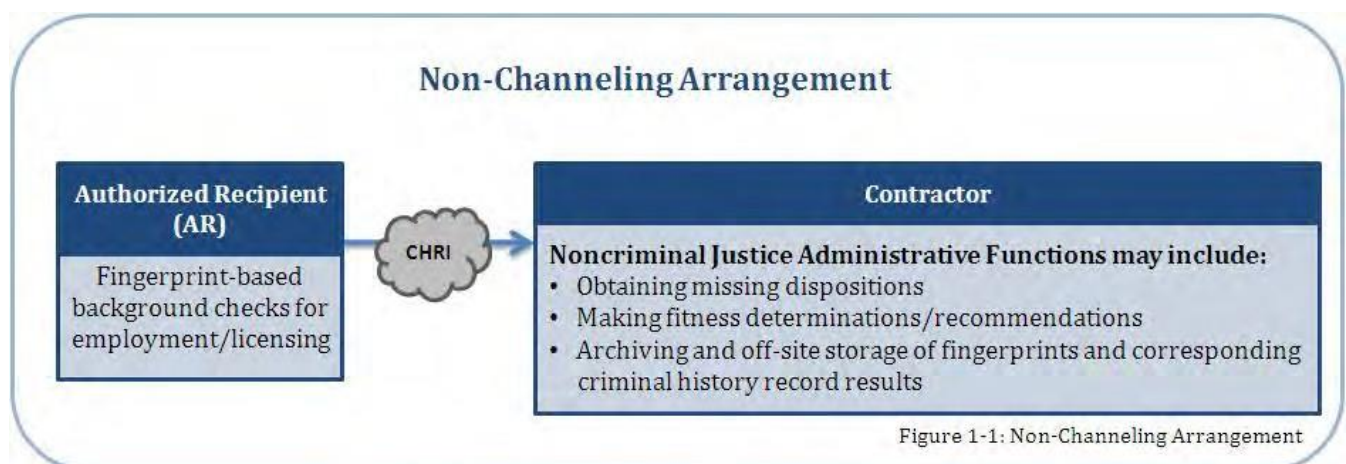 Non-Channeling Arrangement
Authorized Recipient
(AR)
Fingerprint-based
background checks for
employment/licensing
CHRI
Contractor
Noncriminal Justice Administrative Functions may include:
• Obtaining missing dispositions
• Making fitness determinations/recommendations
• Archiving and off-site storage of fingerprints and corresponding
criminal history record results
Figure 1-1: Non-Channeling Arrangement